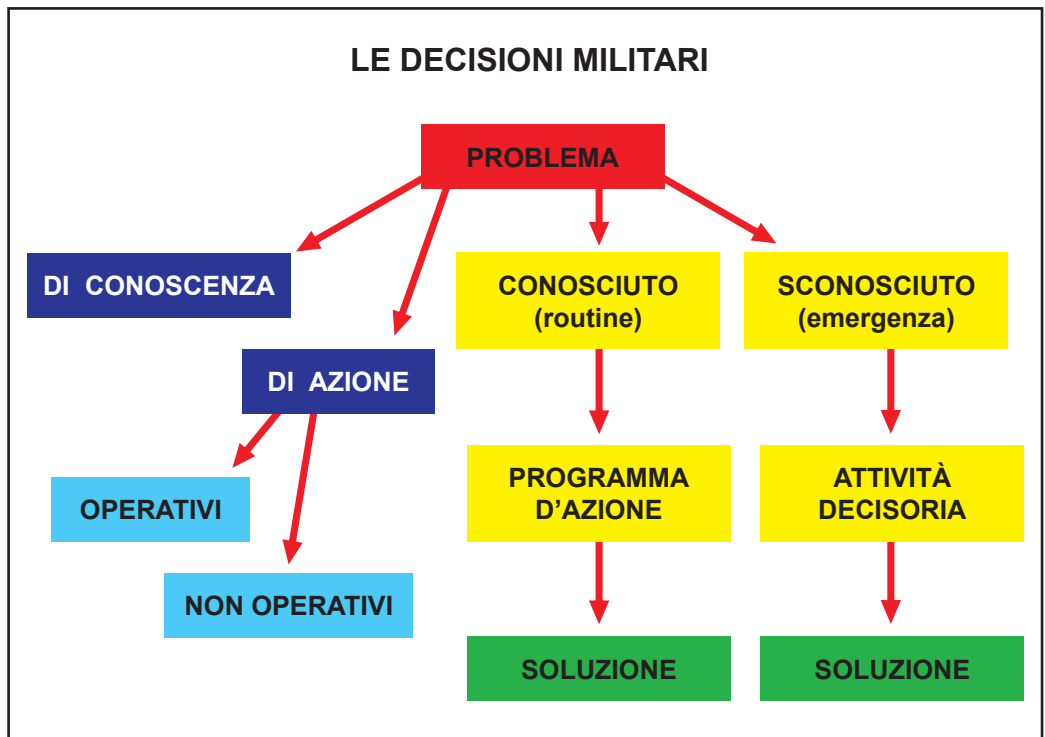 LE DECISIONI MILITARI
PROBLEMA
DI CONOSCENZA
CONOSCIUTO
(routine)
SCONOSCIUTO
(emergenza)
DI AZIONE
PROGRAMMA
D’AZIONE
ATTIVITÀ
DECISORIA
OPERATIVI
NON OPERATIVI
SOLUZIONE
SOLUZIONE